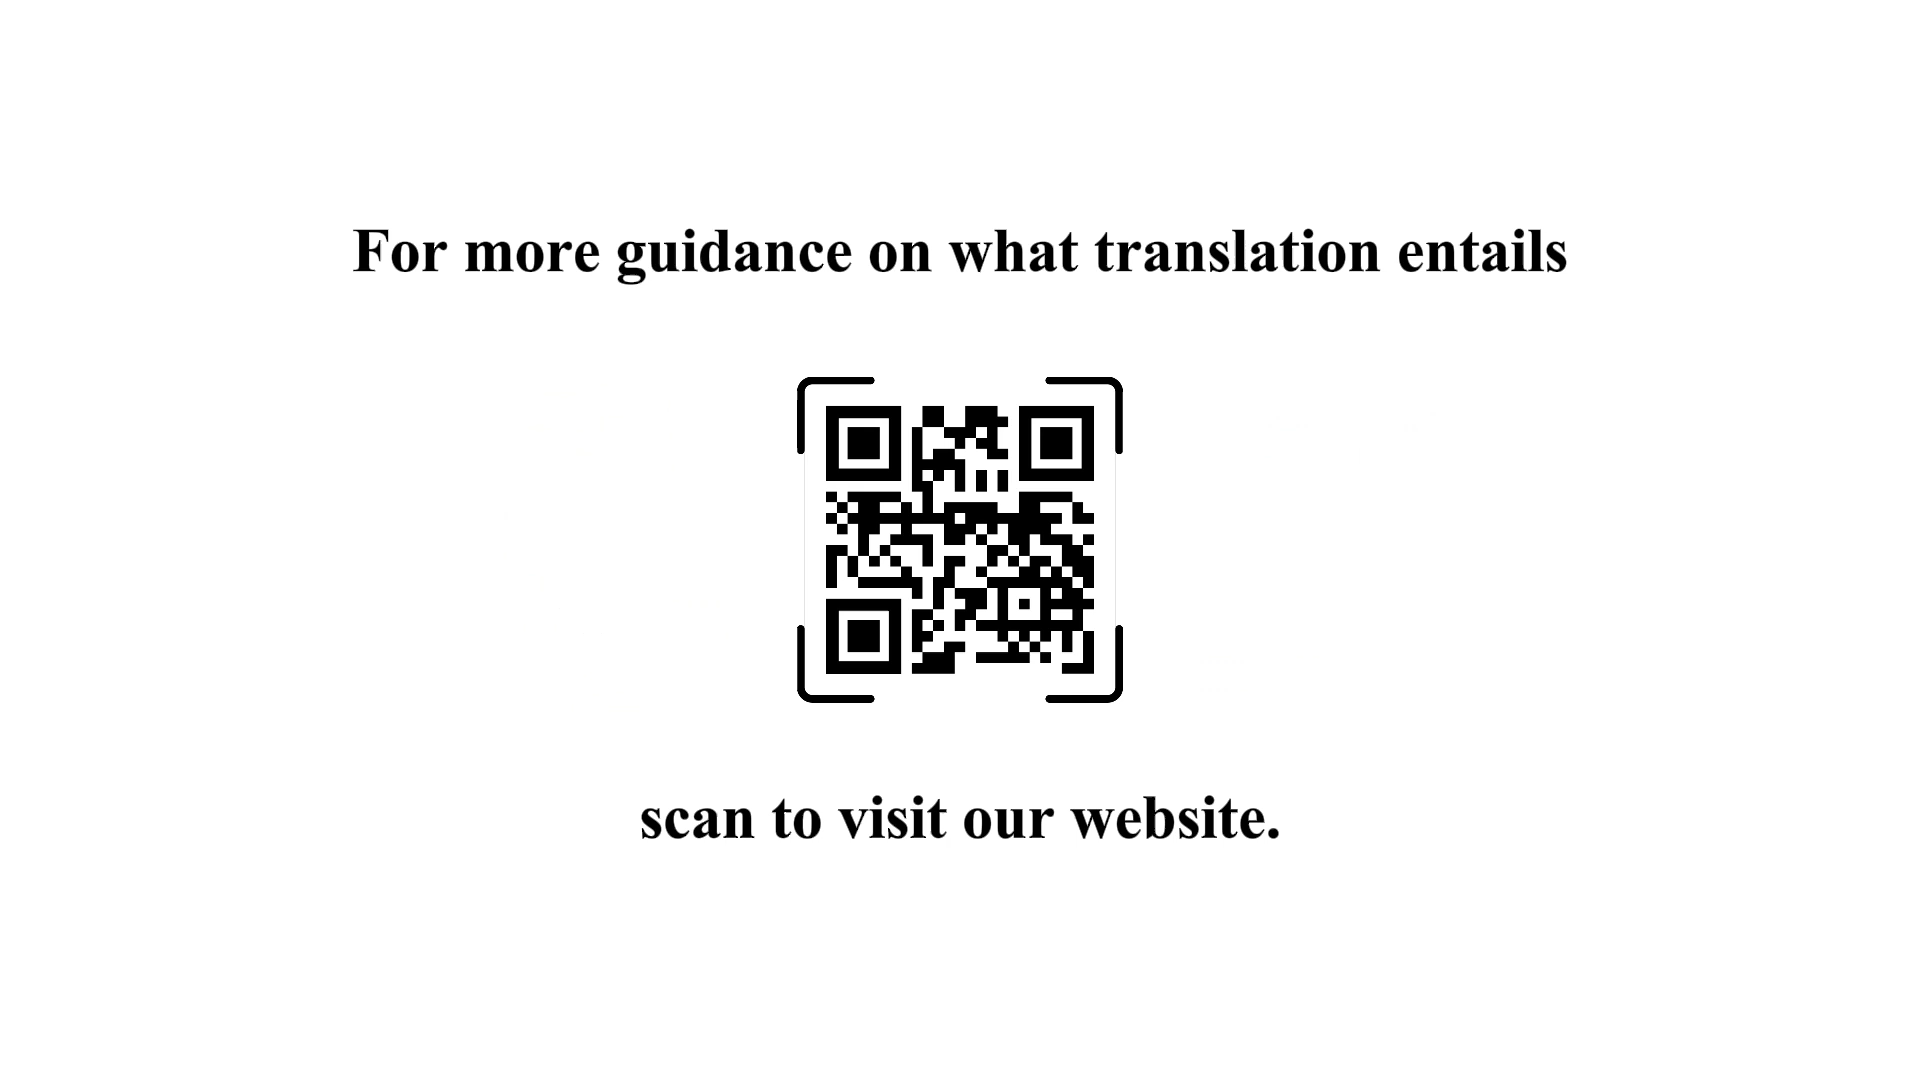 For more guidance on what translation entails
scan to visit our website.